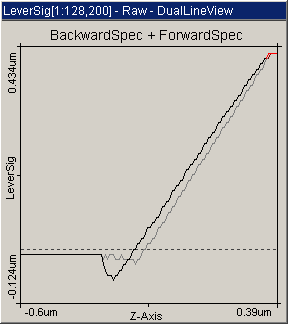 LeverSig[1:128,200] - Raw - DualLineView
BackwardSpec + ForwardSpec
0.434um
LeverSig
-0.124um
-0.6um
Z-Axis
0.39um